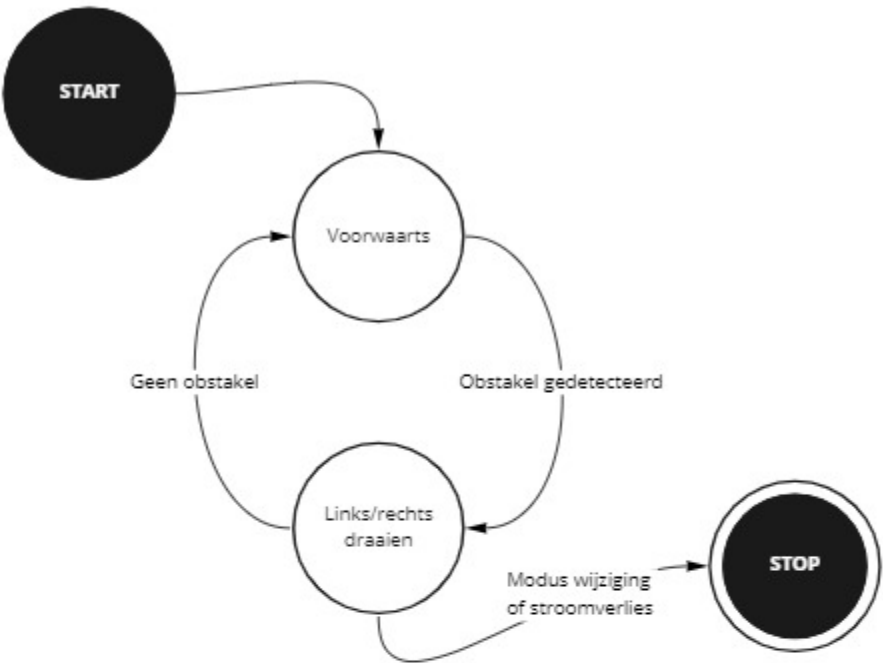 START
Voorwaarts
Geen obstakel
Obstakel gedetecteerd
Links/rechts
draaien
Modus wijziging
of stroomverlies
STOP